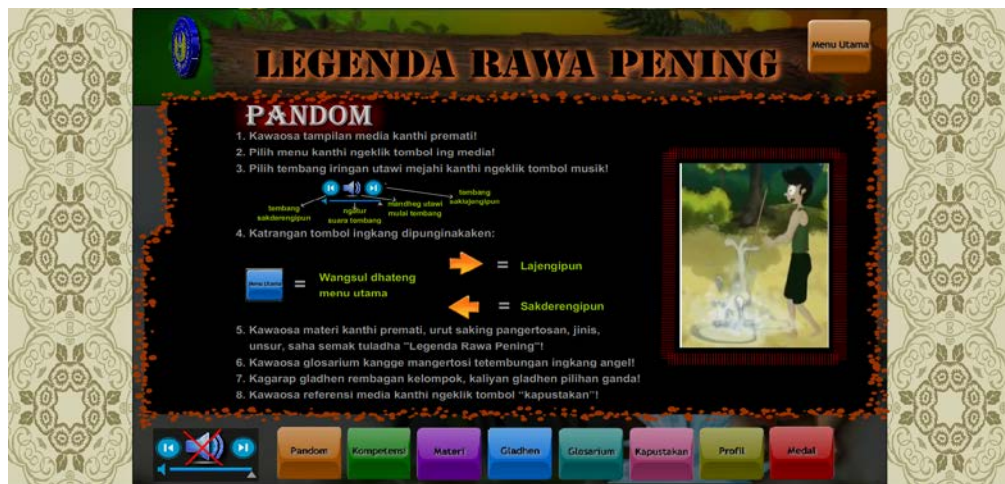 LEGENDA RAWA PENING
Menu Utama
PANDOM
1. Kawaosa tampilan media kanthi premati!
2. Pilih menu kanthi ngeklik tombol ing media!
3. Pilih tembang iringan utawi mejahi kanthi ngeklik tombol musik!
tembang
sakderengipun
ngatur
suara tembang
mendheg utawi
mulai tembang
tembang
saklajengipun
4. Katrangan tombol ingkang dipunginakaken:
Menu Utama
=
Wangsul dhateng
menu utama
= Lajengipun
= Sakderengipun
5. Kawaosa materi kanthi premati, urut saking pangertosan, jinis,
unsur, saha semak tuladha "Legenda Rawa Pening"!
6. Kawaosa glosarium kangge mangertosi tetembungan ingkang angel!
7. Kagarap gladhen rembagan kelompok, kaliyan gladhen pilihan ganda!
8. Kawaosa referensi media kanthi ngeklik tombol “kapustakan”!
Pandom
Kompetensi
Materi
Gladhen
Glosarium
Kapustakan
Profil
Medal